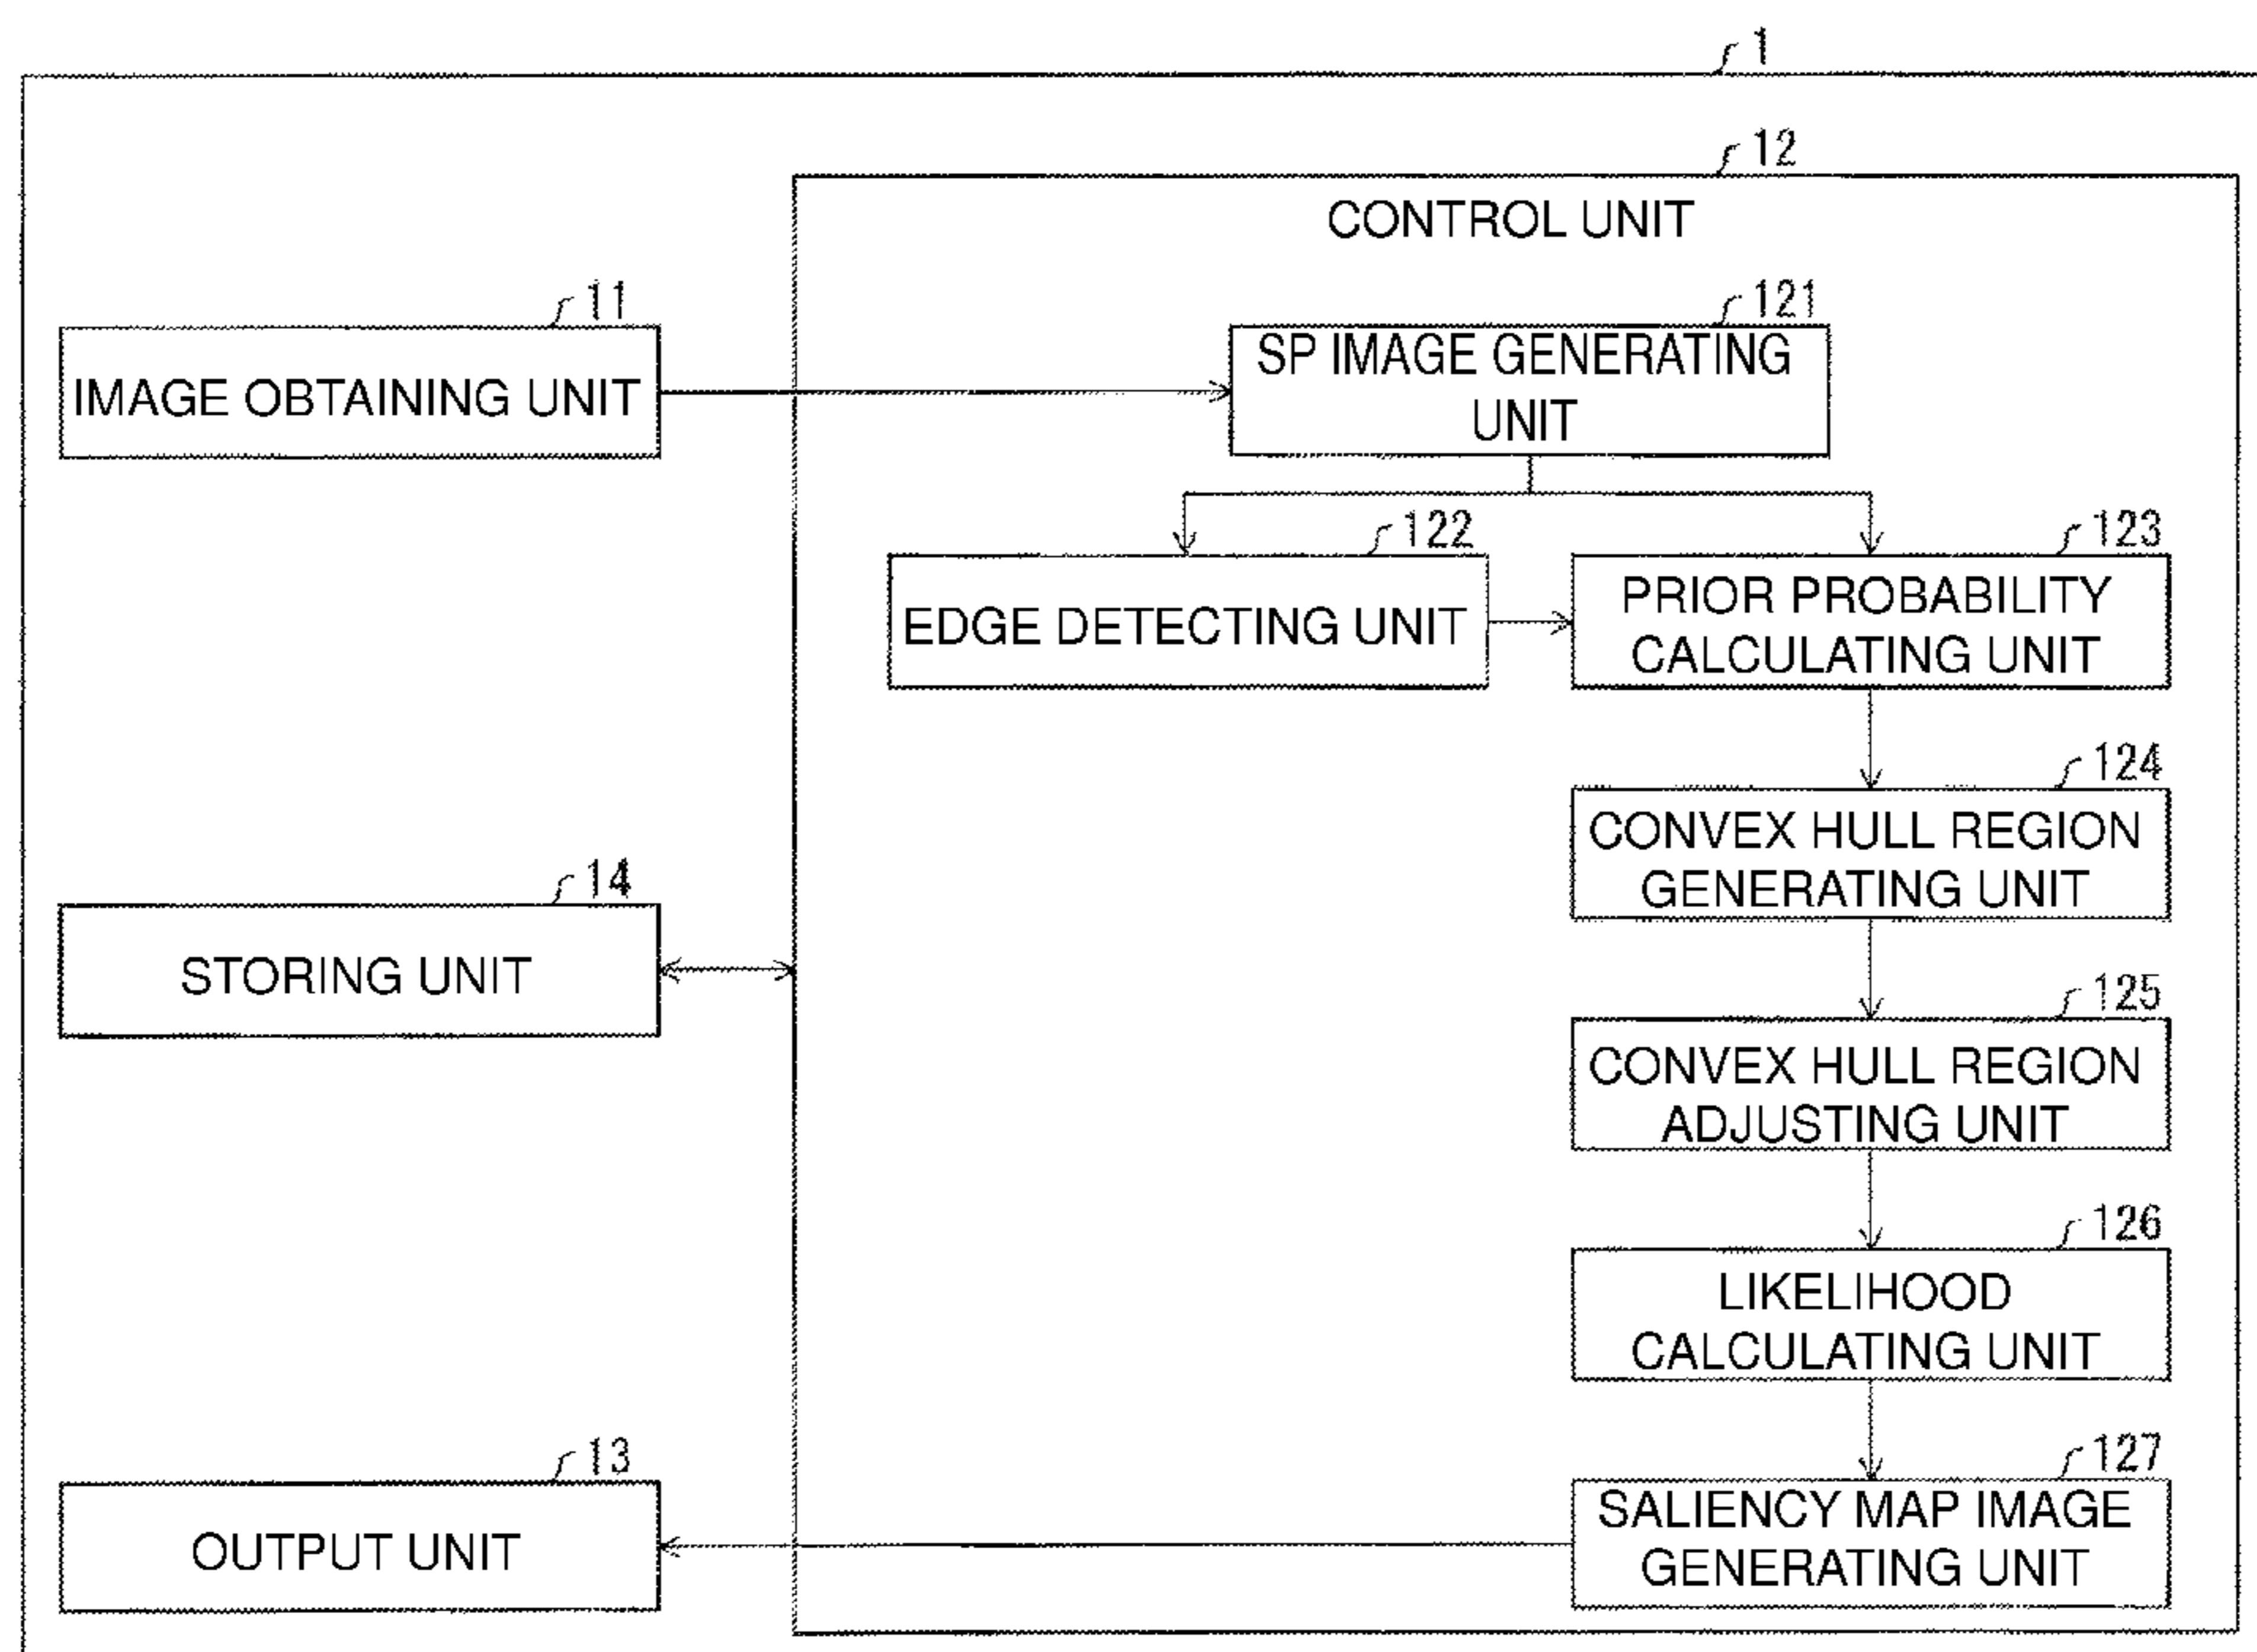 1
12
CONTROL UNIT
11
IMAGE OBTAINING UNIT
121
SP IMAGE GENERATING
UNIT
122
EDGE DETECTING UNIT
123
PRIOR PROBABILITY
CALCULATING UNIT
124
CONVEX HULL REGION
GENERATING UNIT
14
STORING UNIT
125
CONVEX HULL REGION
ADJUSTING UNIT
126
LIKELIHOOD
CALCULATING UNIT
13
OUTPUT UNIT
127
SALIENCY MAP IMAGE
GENERATING UNIT